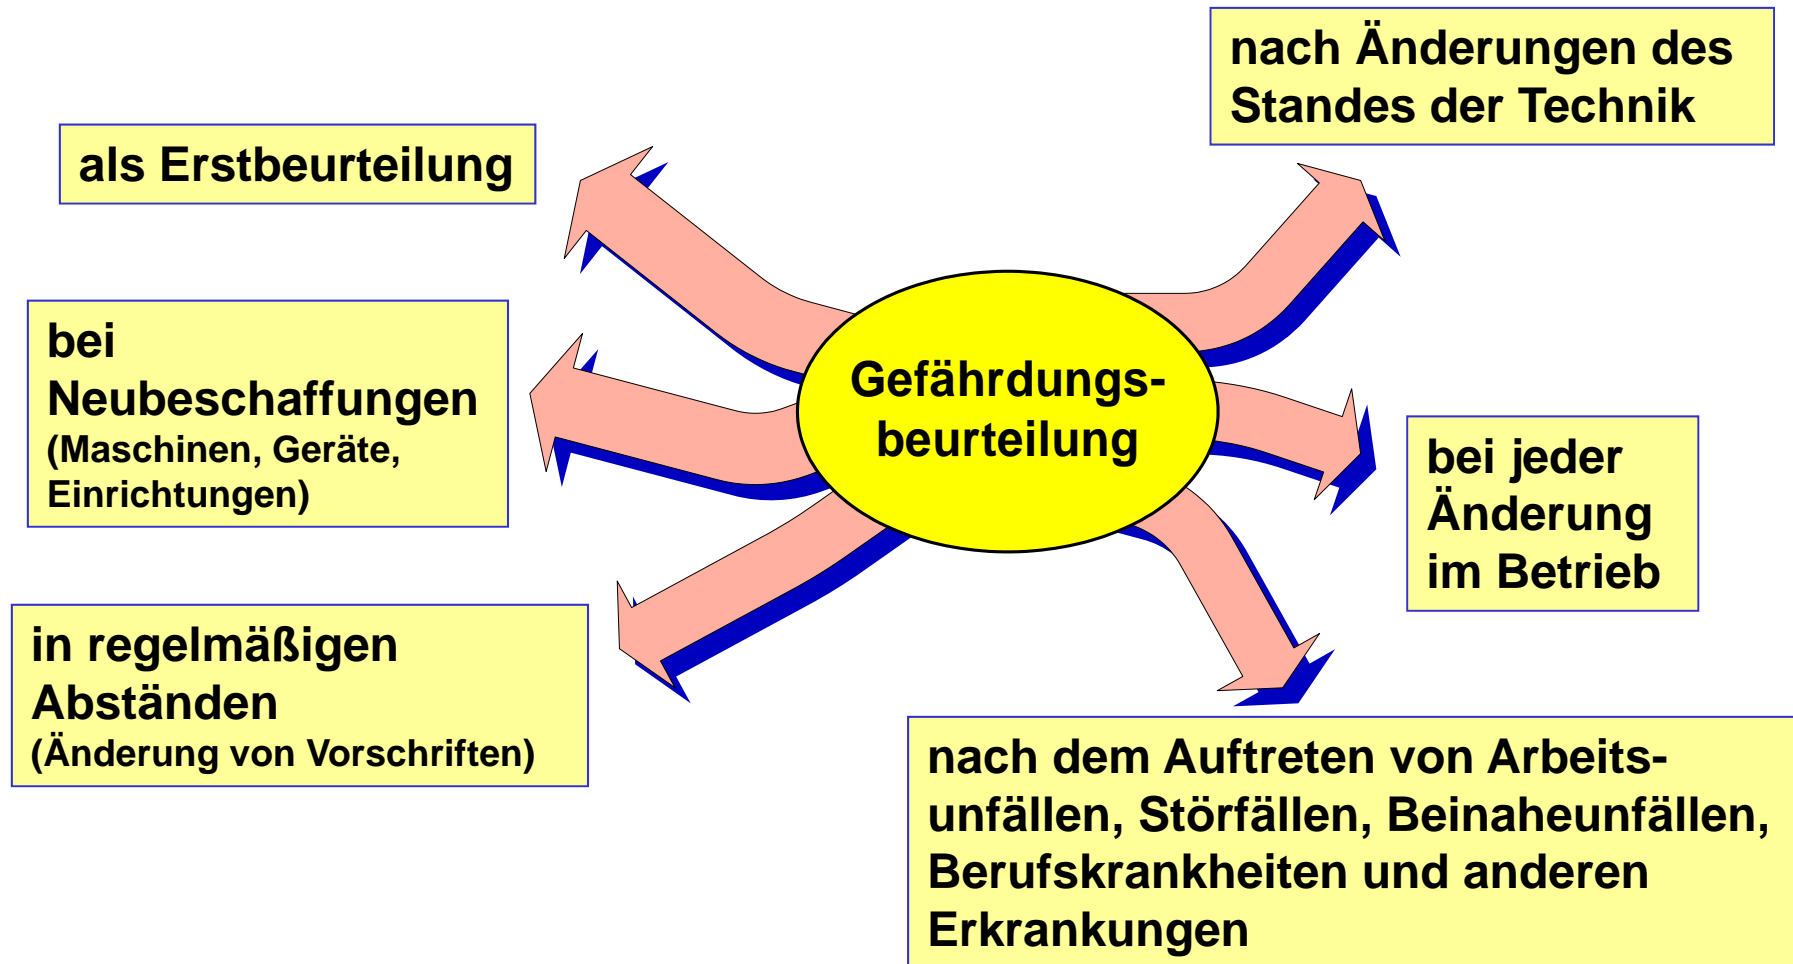 nach Änderungen des
Standes der Technik
als Erstbeurteilung
bei
Neubeschaffungen
(Maschinen, Geräte,
Einrichtungen)
Gefährdungs-
beurteilung
bei jeder
Änderung
im Betrieb
in regelmäßigen
Abständen
(Änderung von Vorschriften)
nach dem Auftreten von Arbeits-
unfällen, Störfällen, Beinaheunfällen,
Berufskrankheiten und anderen
Erkrankungen